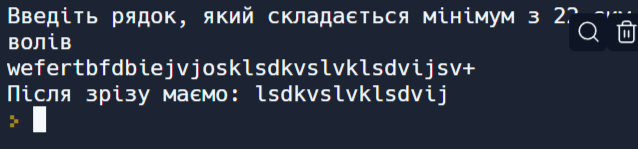 Введіть рядок, який складається мінімум з 22
волів
wefertbfdbiejvjosklsdkvslvklsdvijsv+
Після зрізу маємо: lsdkvslvklsdvij
>